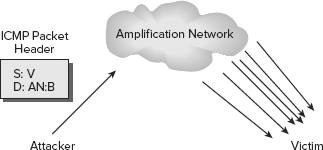 ICMP Packet
Header
S: V
D: AN:B
Amplification Network
Attacker
Victim